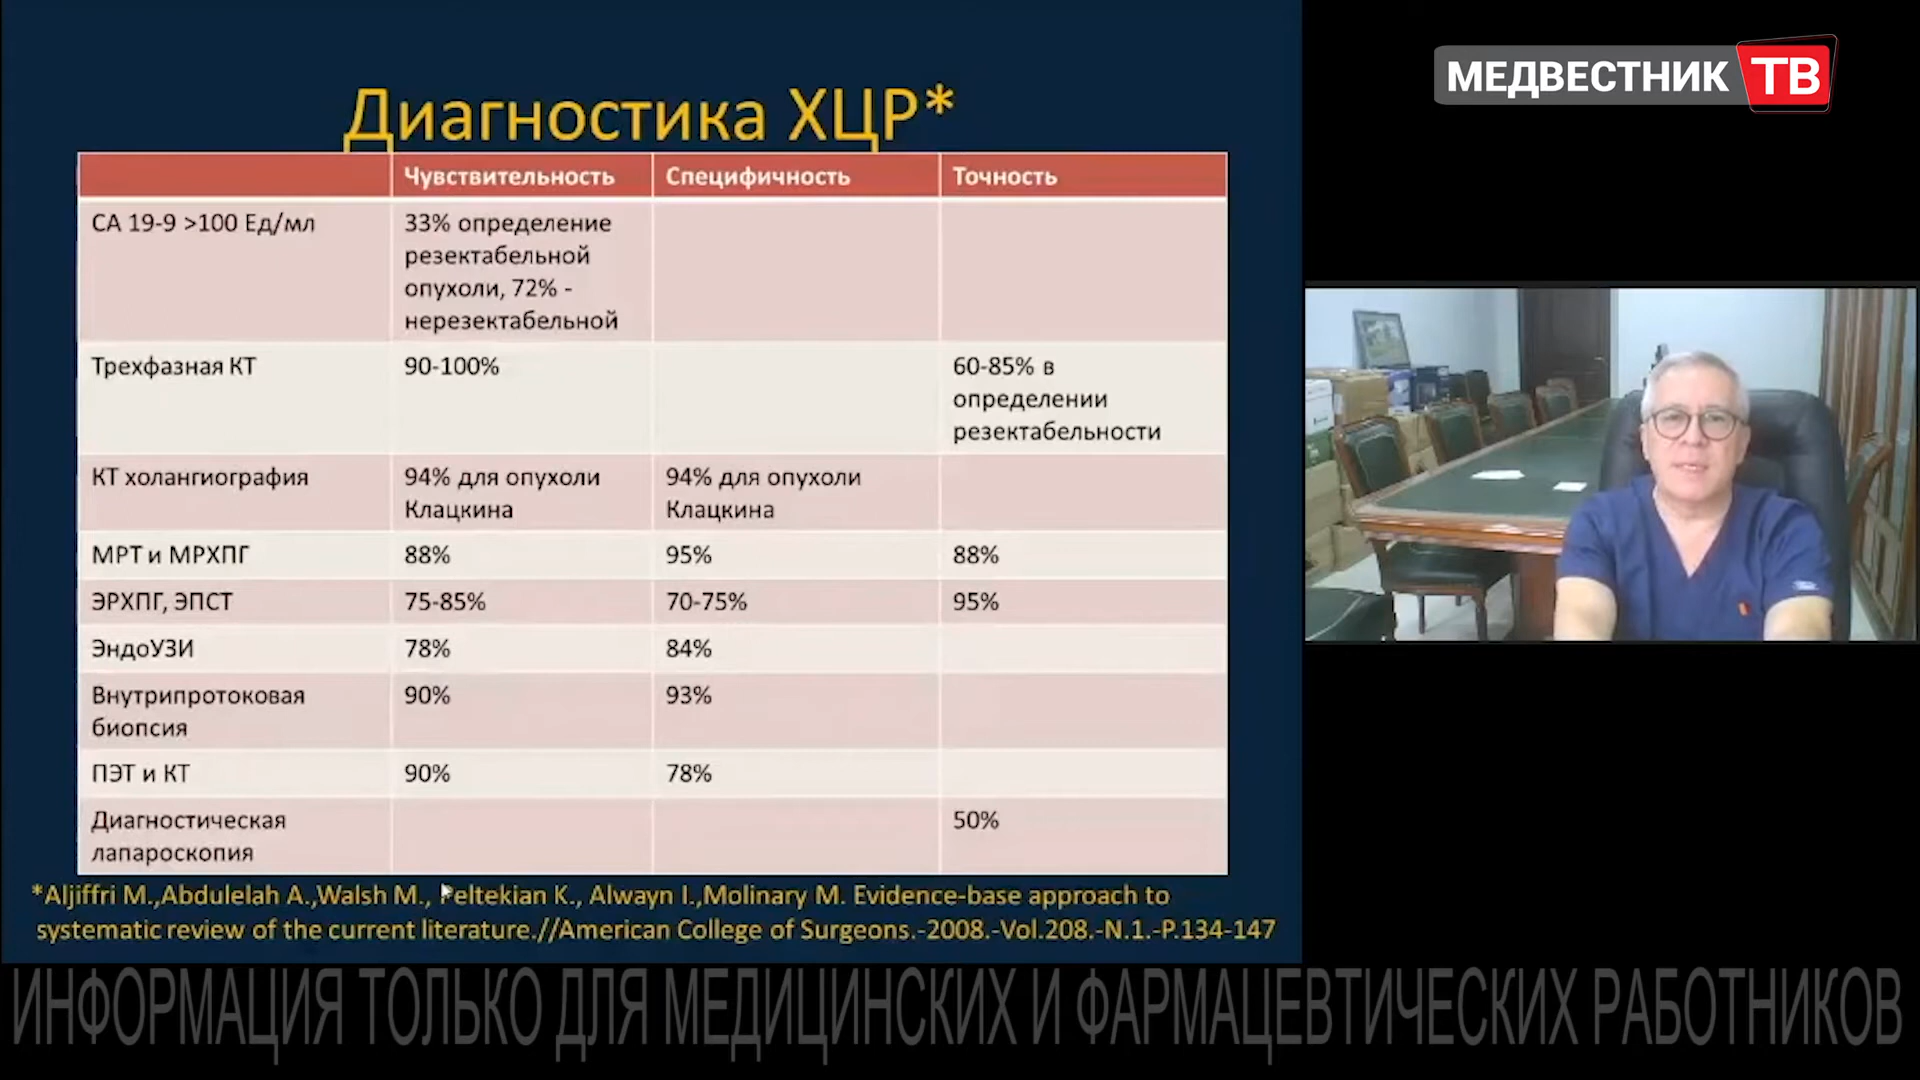 МЕДВЕСТНИК ТВ
Диагностика ХЦР*
Чувствительность Специфичность Точность
СА 19-9 >100 Ед/мл
33% определение
резектабельной
опухоли, 72% -
нерезектабельной
Трехфазная КТ
90-100%
60-85% в
определении
резектабельности
КТ холангиография
94% для опухоли
Клацкина
94% для опухоли
Клацкина
МРТ и МРХПГ 88% 95% 88%
ЭРХПГ, ЭПСТ 75-85% 70-75% 95%
ЭндоУЗИ 78% 84%
Внутрипротоковая
биопсия
90% 93%
ПЭТ и КТ 90% 78%
Диагностическая
лапароскопия
50%
*Aljiffri M.,Abdulelah A.,Walsh M., Peltekian K., Alwayn I.,Molinary M. Evidence-base approach to
systematic review of the current literature.//American College of Surgeons.-2008.-Vol.208.-N.1.-P.134-147
ИНФОРМАЦИЯ ТОЛЬКО ДЛЯ МЕДИЦИНСКИХ И ФАРМАЦЕВТИЧЕСКИХ РАБОТНИКОВ